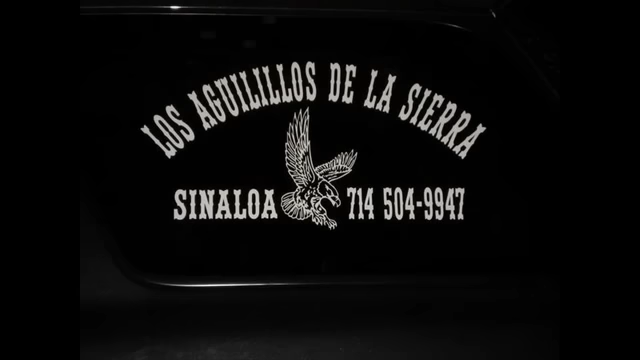 LOS AGUILILLOS DE LA SIERRA
SINALOA 714 504-9947